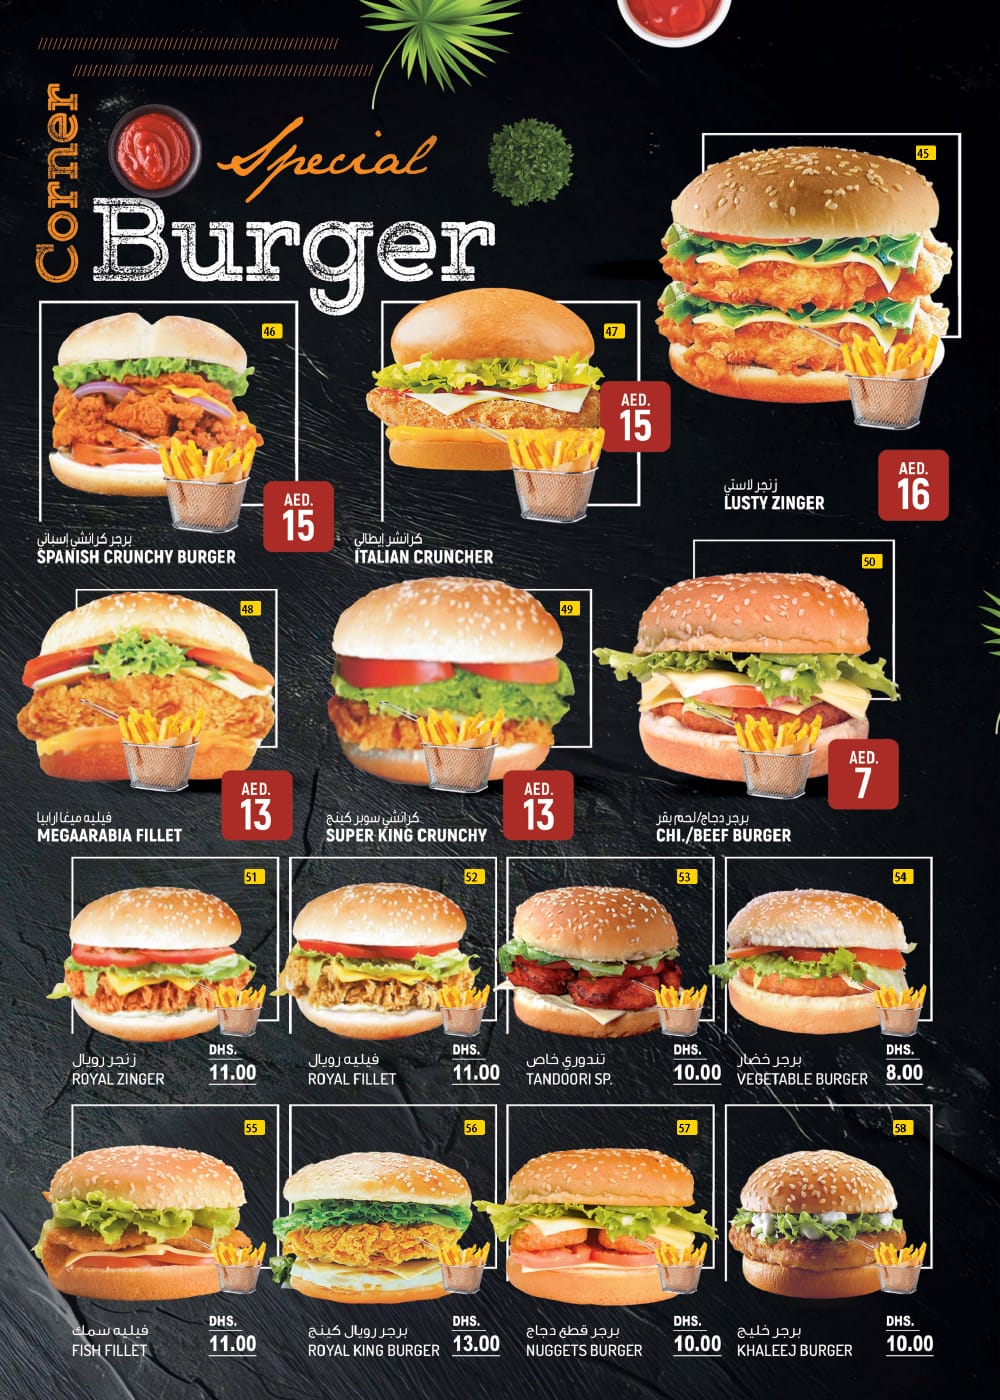 Corner
Special
Burger
45
زنجر لاستي
LUSTY ZINGER
AED.
16
46
برجر كرانشي إسباني
SPANISH CRUNCHY BURGER
AED.
15
47
كرانشر إيطالي
ITALIAN CRUNCHER
AED.
15
48
فيليه ميغا ارابيا
MEGAARABIA FILLET
AED.
13
49
كرانشي سوبر كينج
SUPER KING CRUNCHY
AED.
13
50
برجر دجاج/لحم بقر
CHI./BEEF BURGER
AED.
7
51
زنجر رويال
ROYAL ZINGER
DHS.
11.00
52
فيليه رويال
ROYAL FILLET
DHS.
11.00
53
تندوري خاص
TANDOORI SP.
DHS.
10.00
54
برجر خضار
VEGETABLE BURGER
DHS.
8.00
55
فيليه سمك
FISH FILLET
DHS.
11.00
56
برجر رويال كينج
ROYAL KING BURGER
DHS.
13.00
57
برجر قطع دجاج
NUGGETS BURGER
DHS.
10.00
58
برجر خليج
KHALEEJ BURGER
DHS.
10.00